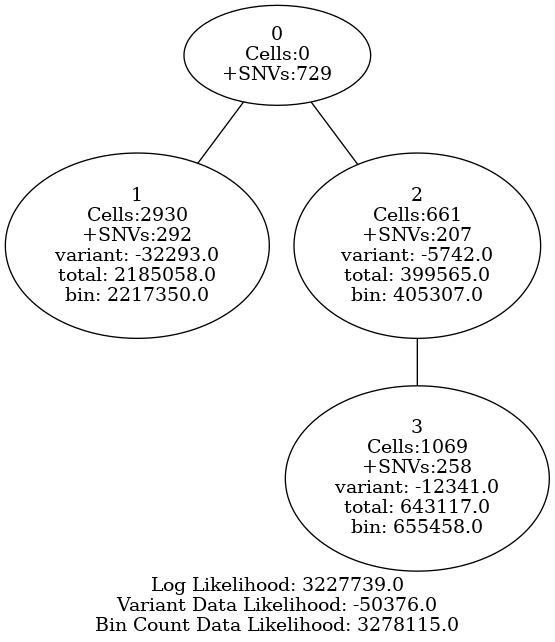 0
Cells:0
+SNVs:729
1
Cells:2930
+SNVs:292
variant: -32293.0
total: 2185058.0
bin: 2217350.0
2
Cells:661
+SNVs:207
variant: -5742.0
total: 399565.0
bin: 405307.0
3
Cells:1069
+SNVs:258
variant: -12341.0
total: 643117.0
bin: 655458.0
Log Likelihood: 3227739.0
Variant Data Likelihood: -50376.0
Bin Count Data Likelihood: 3278115.0